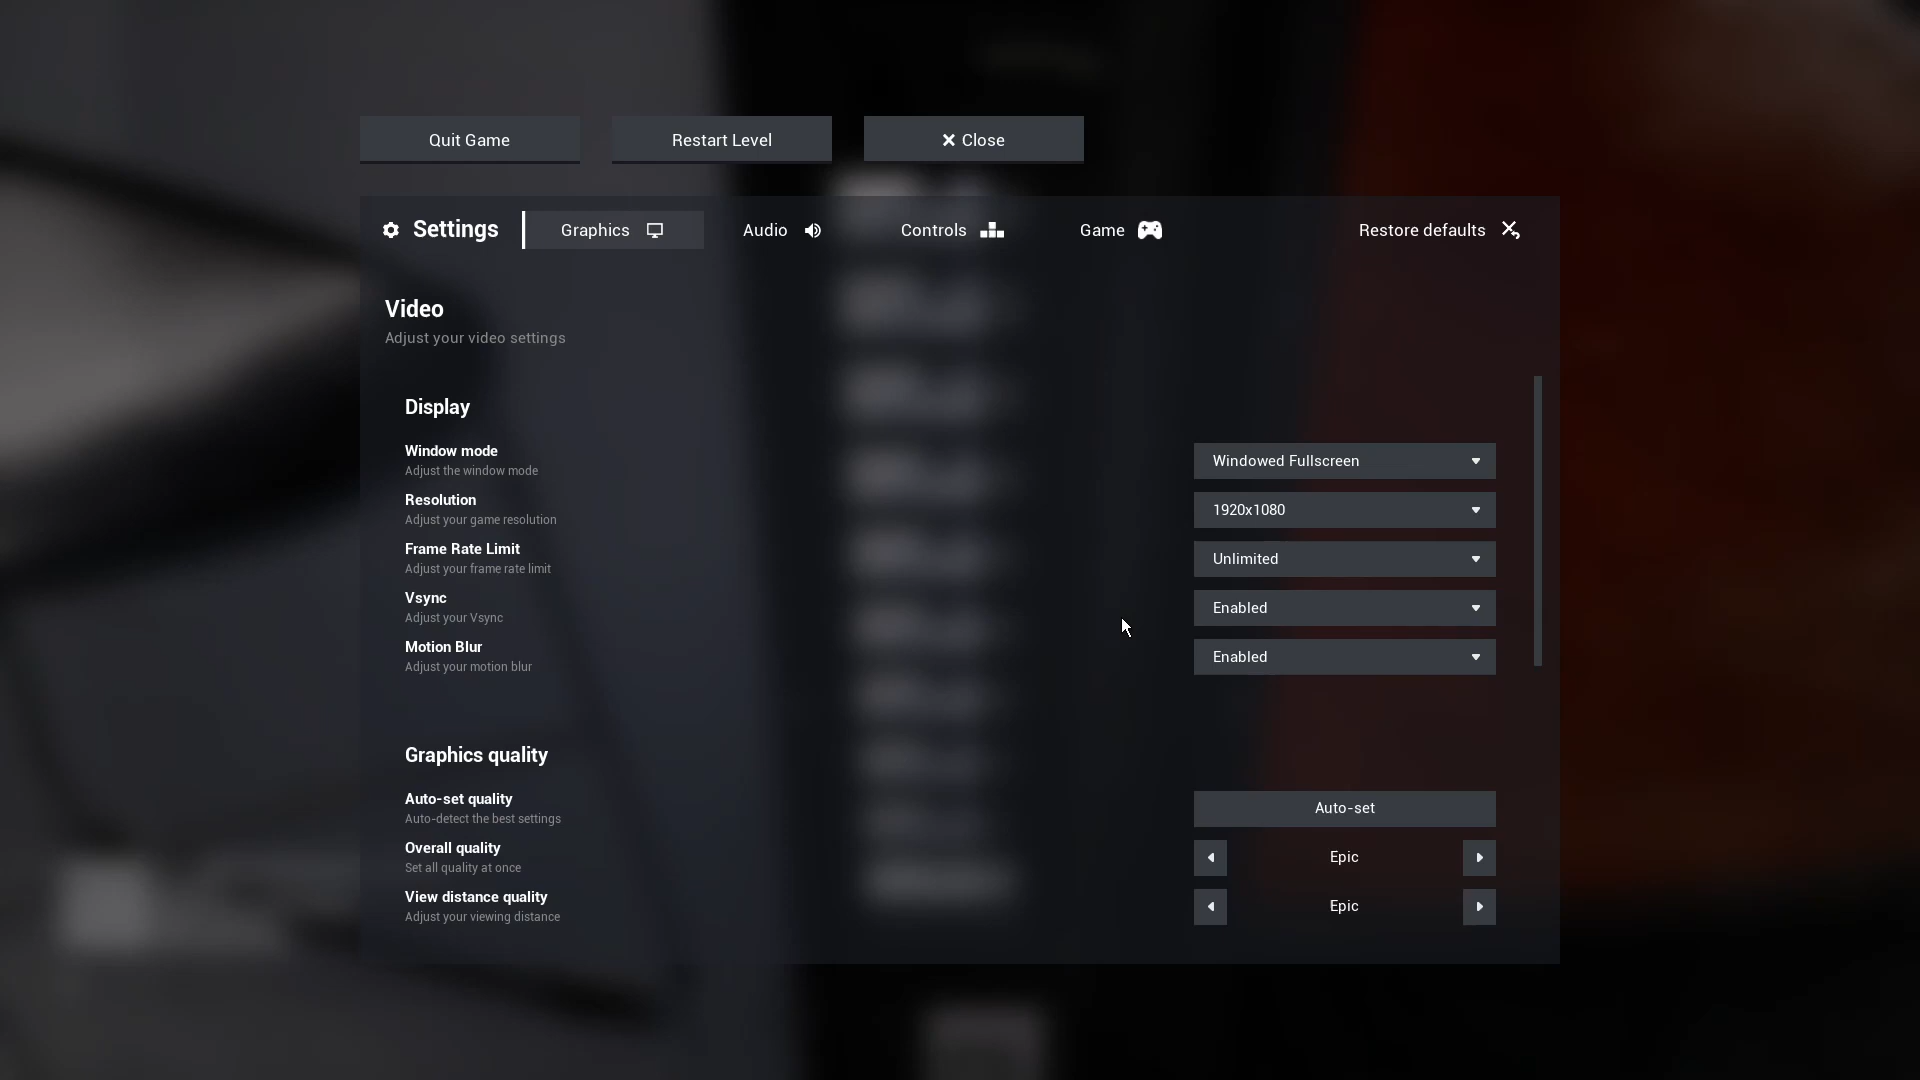 Quit Game
Restart Level
Close
Settings
Graphics
Audio
Controls
Game
Restore defaults
Video
Adjust your video settings
Display
Window mode
Adjust the window mode
Windowed Fullscreen
Resolution
Adjust your game resolution
1920x1080
Frame Rate Limit
Adjust your frame rate limit
Unlimited
Vsync
Adjust your Vsync
Enabled
Motion Blur
Adjust your motion blur
Enabled
Graphics quality
Auto-set quality
Auto-detect the best settings
Auto-set
Overall quality
Set all quality at once
Epic
View distance quality
Adjust your viewing distance
Epic